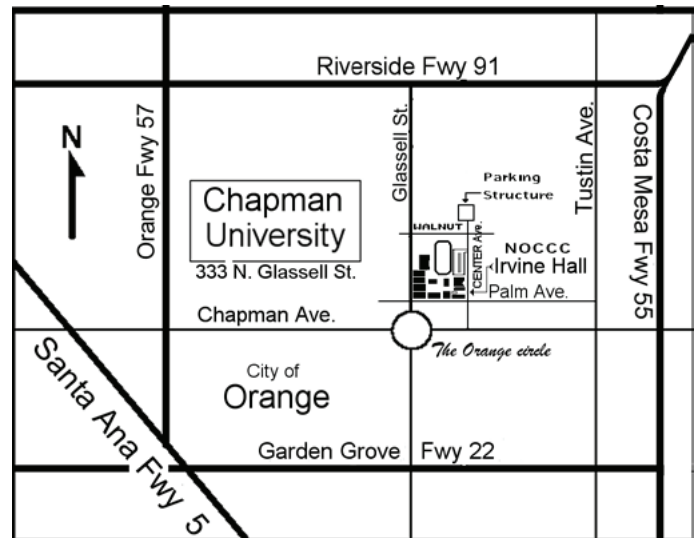 Riverside Fwy 91
N
Orange Fwy 57
Glassell St.
Tustin Ave.
Costa Mesa Fwy 55
Parking
Structure
Chapman
University
333 N. Glassell St.
WALNUT
CENTER Ave.
NOCCC
Irvine Hall
Palm Ave.
Chapman Ave.
The Orange circle
City of
Orange
Santa Ana Fwy 5
Garden Grove Fwy 22